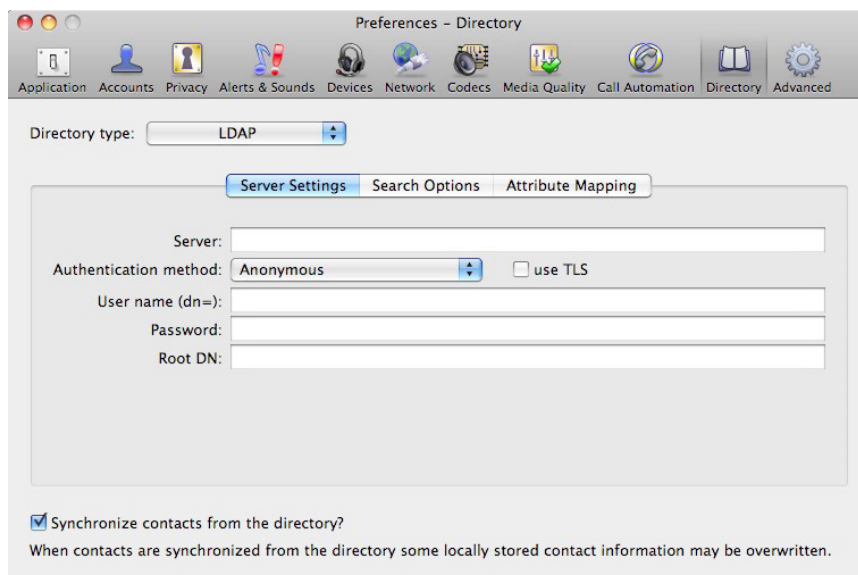 Preferences – Directory
Application Accounts Privacy Alerts & Sounds Devices Network Codecs Media Quality Call Automation Directory Advanced
Directory type: LDAP
Server Settings Search Options Attribute Mapping
Server:
Authentication method: Anonymous use TLS
User name (dn=):
Password:
Root DN:
Synchronize contacts from the directory?
When contacts are synchronized from the directory some locally stored contact information may be overwritten.